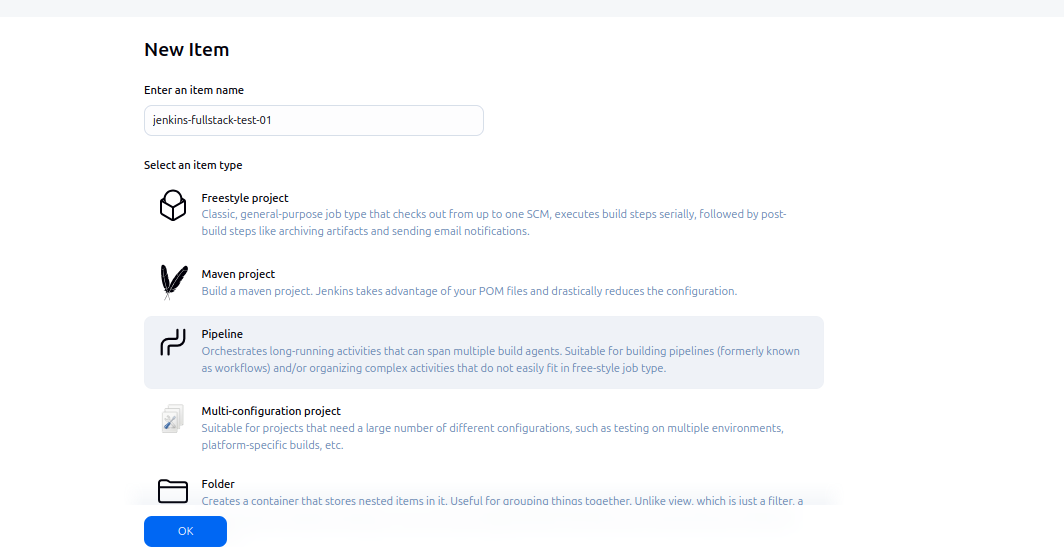 New Item
Enter an item name
jenkins-fullstack-test-01
Select an item type
Freestyle project
Classic, general-purpose job type that checks out from up to one SCM, executes build steps serially, followed by post-
build steps like archiving artifacts and sending email notifications.
Maven project
Build a maven project. Jenkins takes advantage of your POM files and drastically reduces the configuration.
Pipeline
Orchestrates long-running activities that can span multiple build agents. Suitable for building pipelines (formerly known
as workflows) and/or organizing complex activities that do not easily fit in free-style job type.
Multi-configuration project
Suitable for projects that need a large number of different configurations, such as testing on multiple environments,
platform-specific builds, etc.
Folder
Creates a container that stores nested items in it. Useful for grouping things together. Unlike view, which is just a filter, a
OK